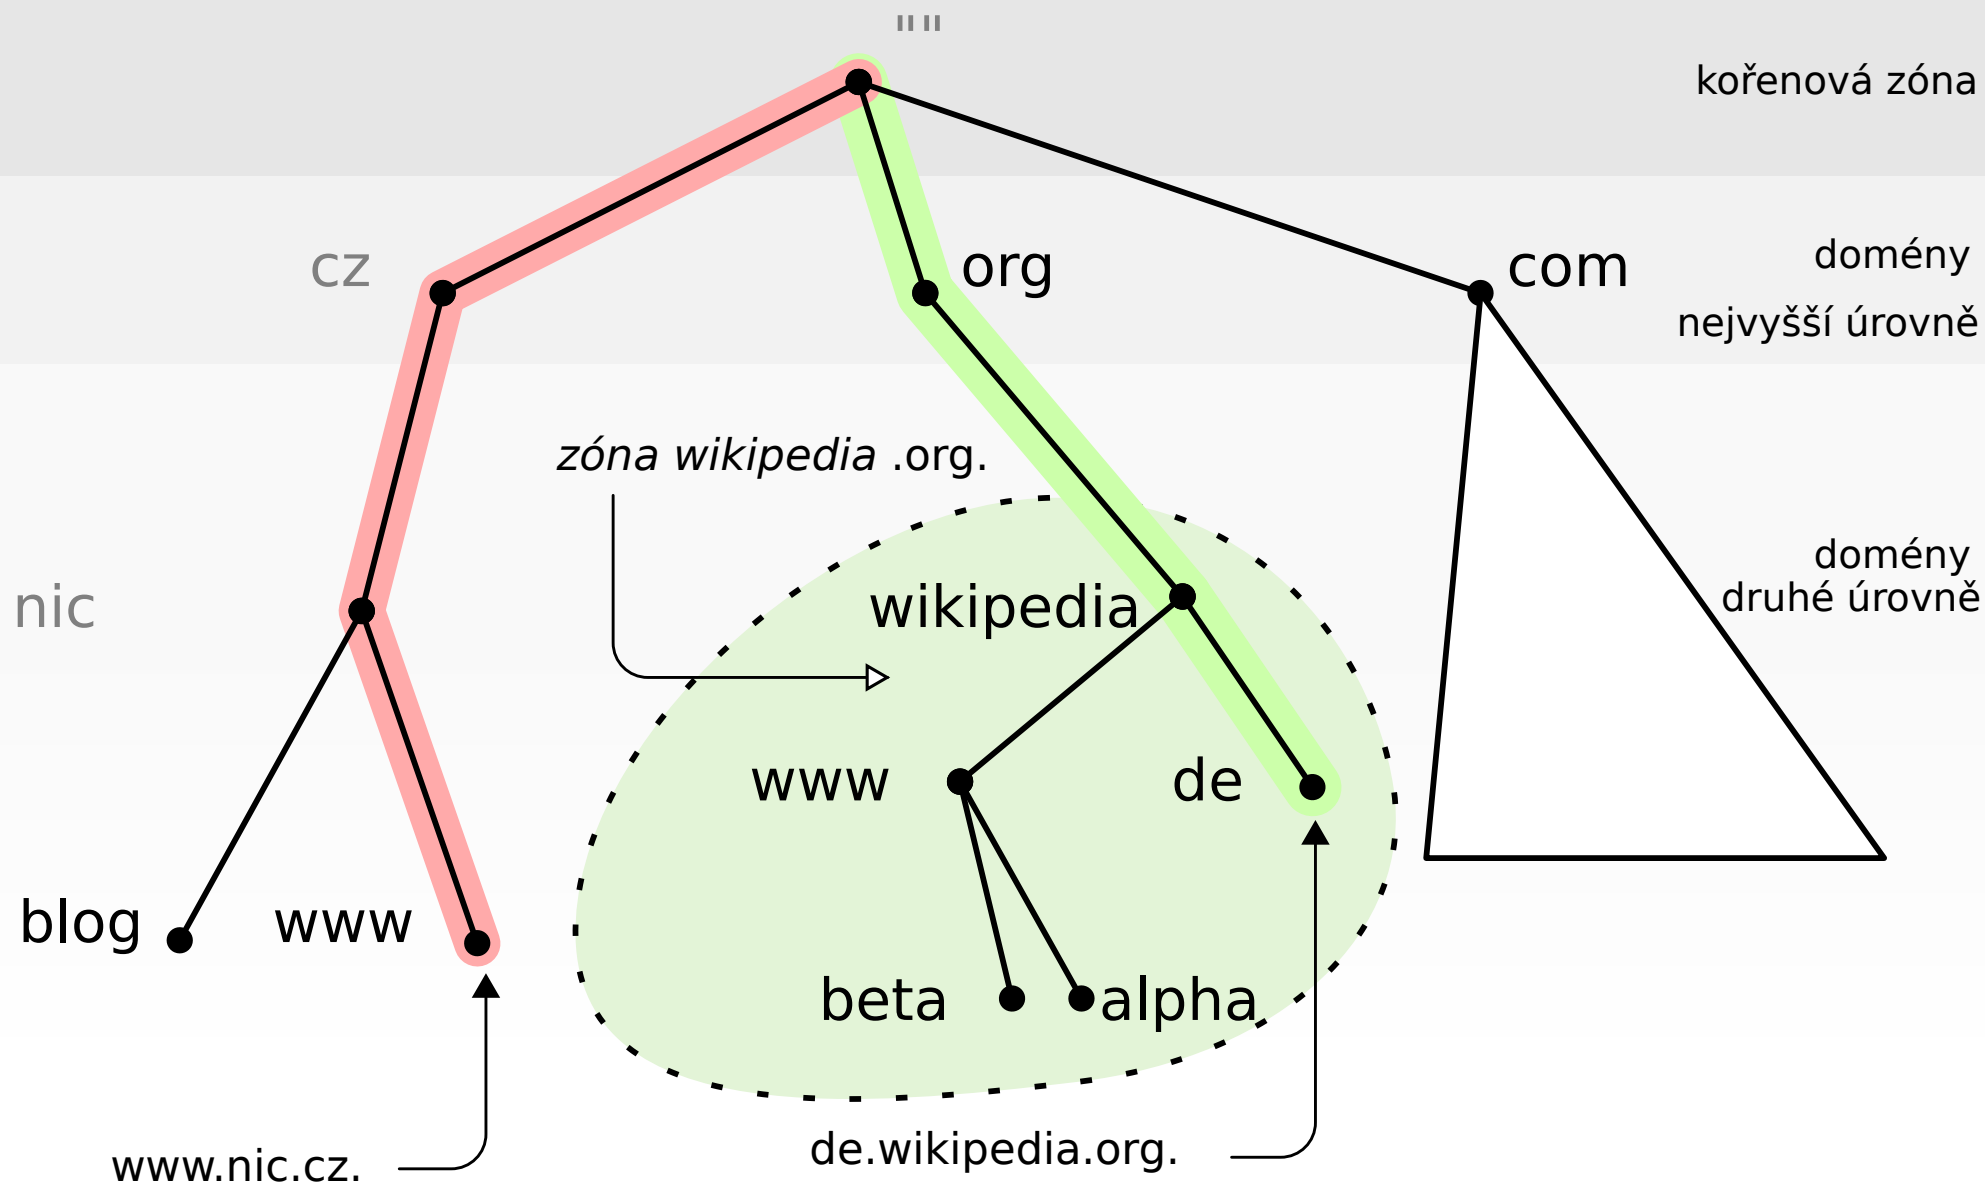 ""
kořenová zóna
cz
org
com
domény
nejvyšší úrovně
zóna wikipedia .org.
domény
druhé úrovně
nic
wikipedia
www
de
blog
www
beta
alpha
de.wikipedia.org.
www.nic.cz.